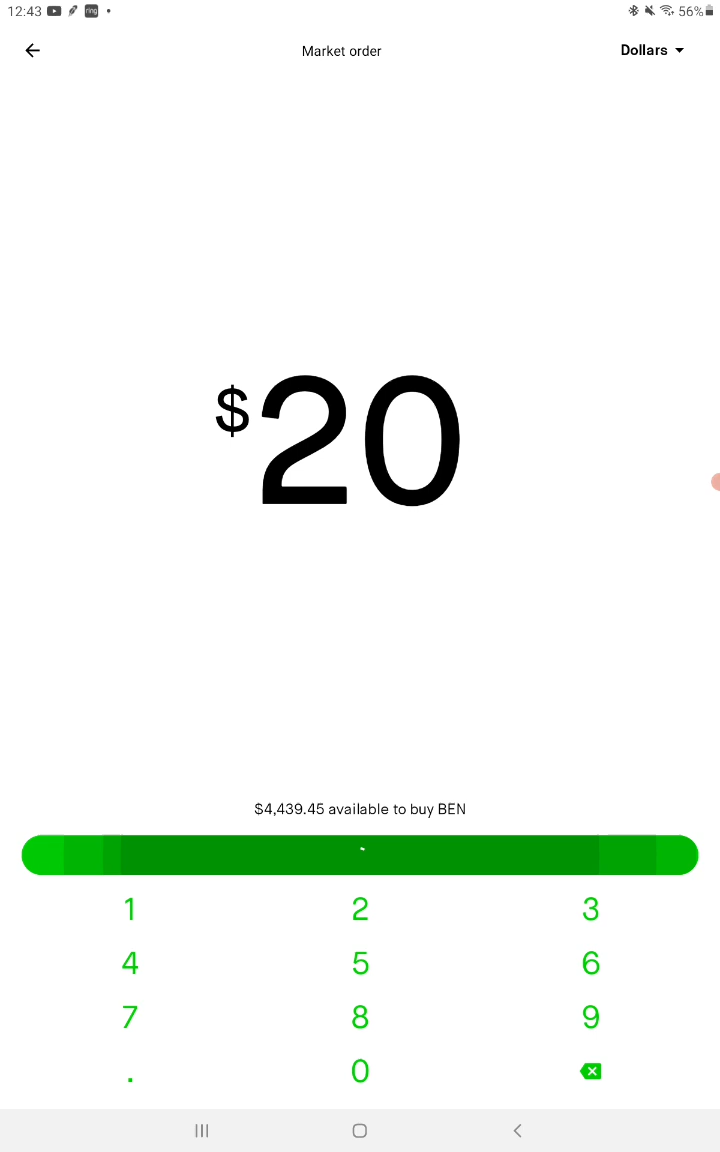 12:43 ring 56%
Market order
Dollars
$20
$4,439.45 available to buy BEN
1 2 3
4 5 6
7 8 9
. 0